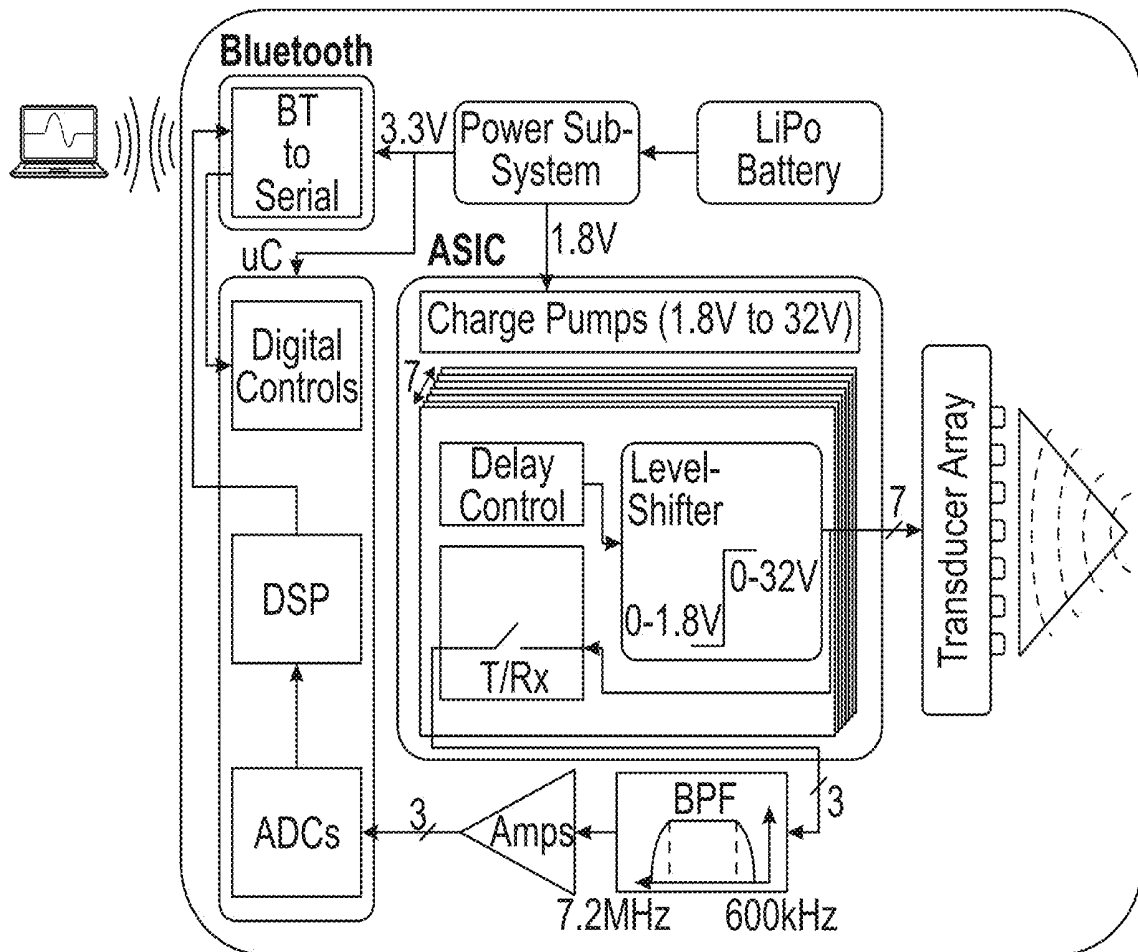 Bluetooth
BT
to
Serial
3.3V
Power Sub-
System
LiPo
Battery
1.8V
uC
ASIC
Digital
Controls
Charge Pumps (1.8V to 32V)
7
Delay
Control
Level-
Shifter
0-32V
0-1.8V
T/Rx
7
Transducer Array
DSP
ADCs
3
Amps
BPF
3
7.2MHz
600kHz